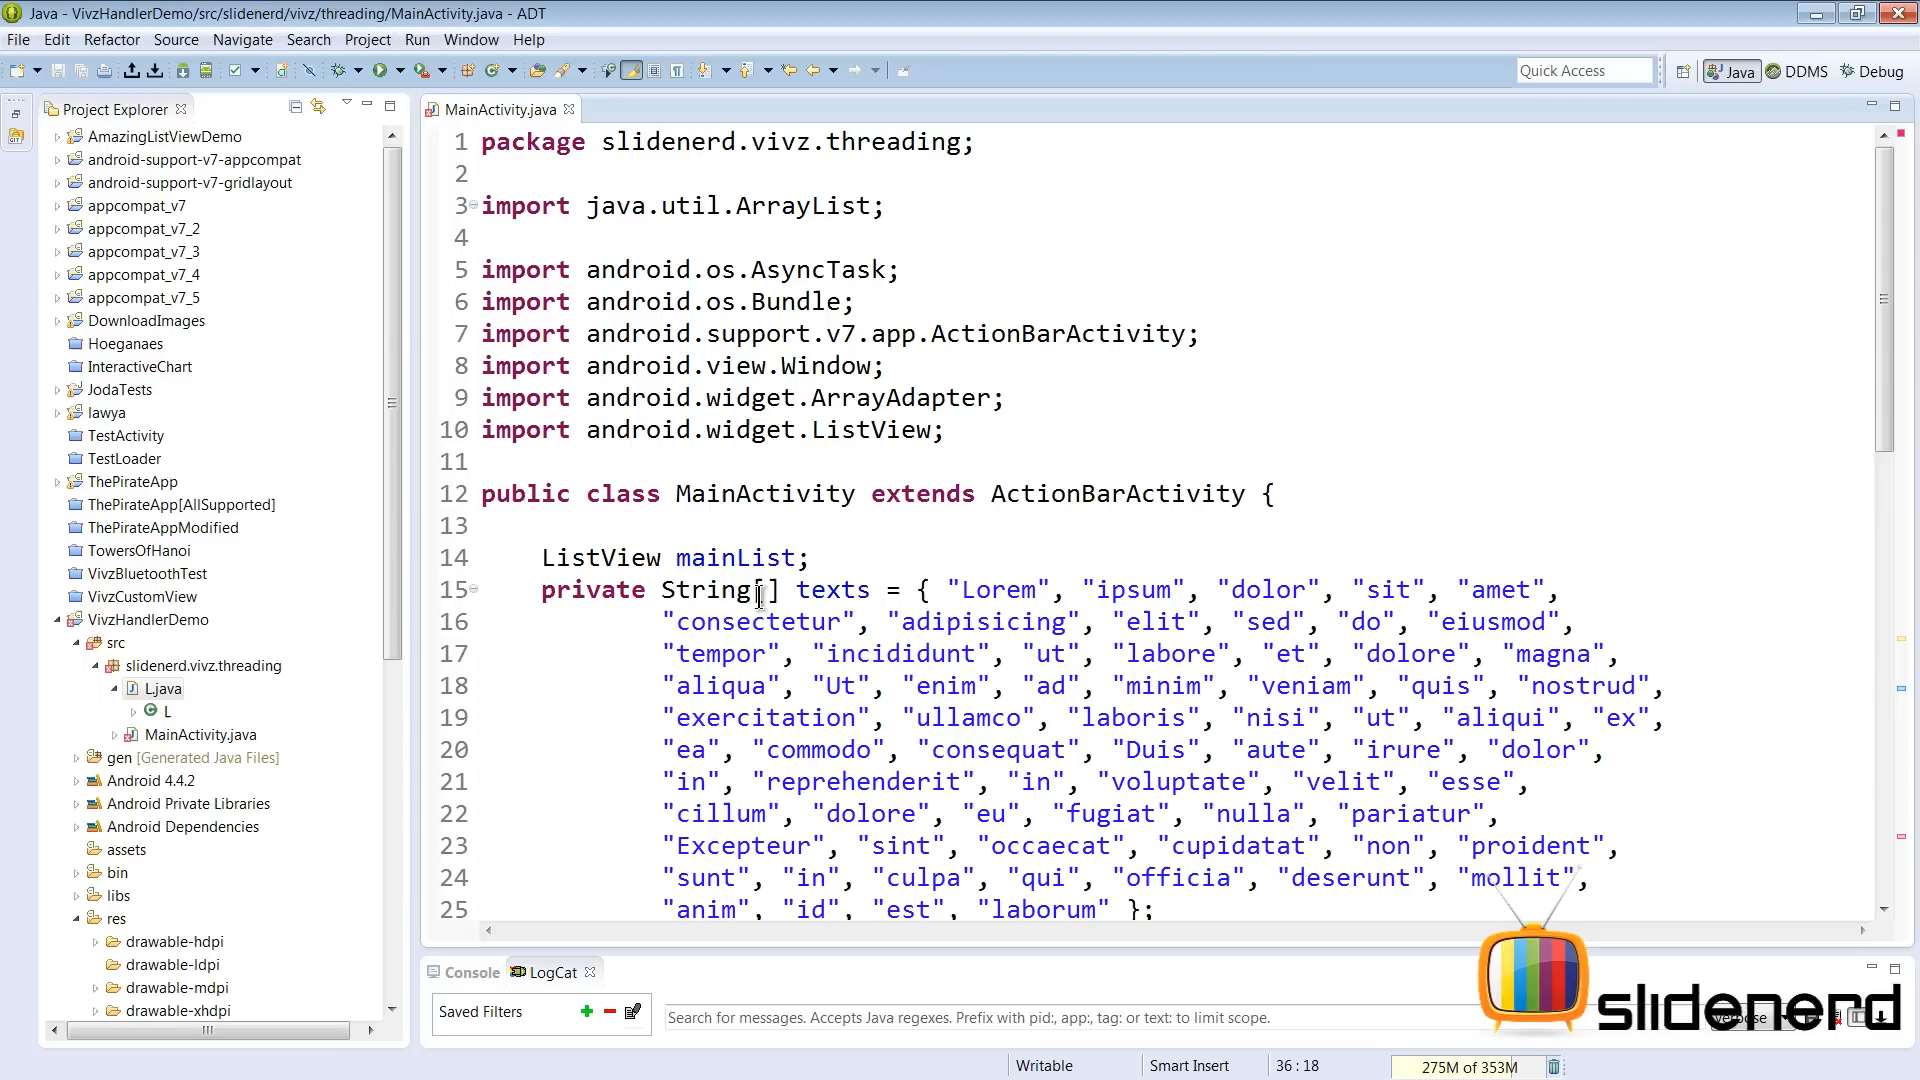 Java - VivzHandlerDemo/src/slidenerd/vivz/threading/MainActivity.java - ADT
File Edit Refactor Source Navigate Search Project Run Window Help
Quick Access
Java
DDMS
Debug
Project Explorer
AmazingListViewDemo
android-support-v7-appcompat
android-support-v7-gridlayout
appcompat_v7
appcompat_v7_2
appcompat_v7_3
appcompat_v7_4
appcompat_v7_5
DownloadImages
Hoeganaes
InteractiveChart
JodaTests
lawya
TestActivity
TestLoader
ThePirateApp
ThePirateApp[AllSupported]
ThePirateAppModified
TowersOfHanoi
VivzBluetoothTest
VivzCustomView
VivzHandlerDemo
src
slidenerd.vivz.threading
L.java
L
MainActivity.java
gen [Generated Java Files]
Android 4.4.2
Android Private Libraries
Android Dependencies
assets
bin
libs
res
drawable-hdpi
drawable-ldpi
drawable-mdpi
drawable-xhdpi
MainActivity.java
1 package slidenerd.vivz.threading;
2
3 import java.util.ArrayList;
4
5 import android.os.AsyncTask;
6 import android.os.Bundle;
7 import android.support.v7.app.ActionBarActivity;
8 import android.view.Window;
9 import android.widget.ArrayAdapter;
10 import android.widget.ListView;
11
12 public class MainActivity extends ActionBarActivity {
13
14 ListView mainList;
15 private String[] texts = { "Lorem", "ipsum", "dolor", "sit", "amet",
16 "consectetur", "adipisicing", "elit", "sed", "do", "eiusmod",
17 "tempor", "incididunt", "ut", "labore", "et", "dolore", "magna",
18 "aliqua", "Ut", "enim", "ad", "minim", "veniam", "quis", "nostrud",
19 "exercitation", "ullamco", "laboris", "nisi", "ut", "aliqui", "ex",
20 "ea", "commodo", "consequat", "Duis", "aute", "irure", "dolor",
21 "in", "reprehenderit", "in", "voluptate", "velit", "esse",
22 "cillum", "dolore", "eu", "fugiat", "nulla", "pariatur",
23 "Excepteur", "sint", "occaecat", "cupidatat", "non", "proident",
24 "sunt", "in", "culpa", "qui", "officia", "deserunt", "mollit",
25 "anim", "id", "est", "laborum" };
Console
LogCat
Saved Filters
Search for messages. Accepts Java regexes. Prefix with pid:, app:, tag: or text: to limit scope.
verbose
slidenerd
Writable
Smart Insert
36 : 18
275M of 353M